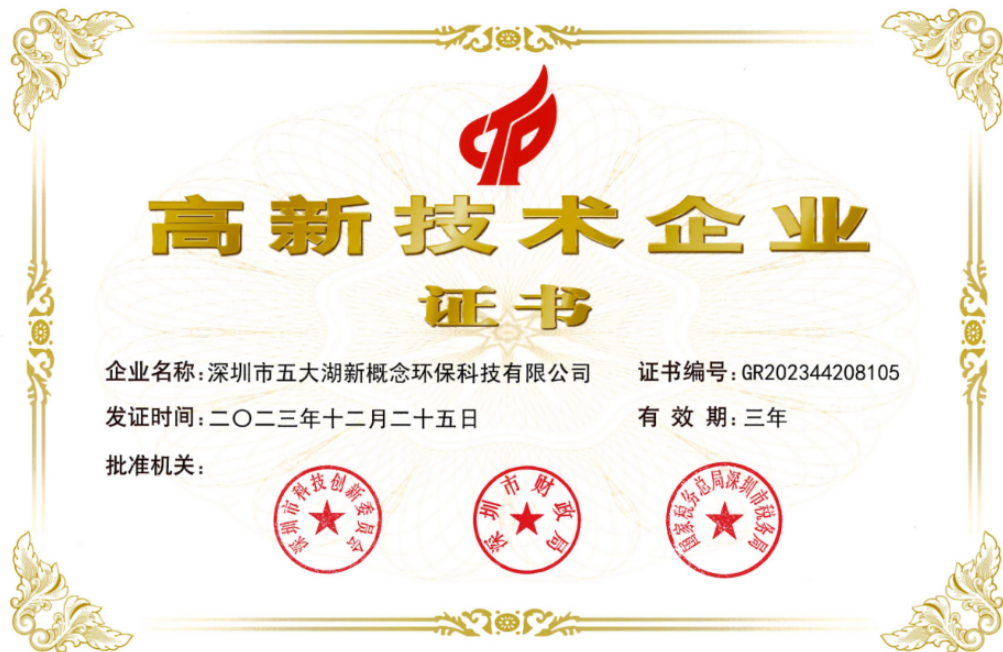 高新技术企业
证书
企业名称:深圳市五大湖新概念环保科技有限公司 证书编号:GR202344208105
发证时间:二〇二三年十二月二十五日 有效期:三年
批准机关:
深圳市科技创新委员会 深圳市财政局 国家税务总局深圳市税务局